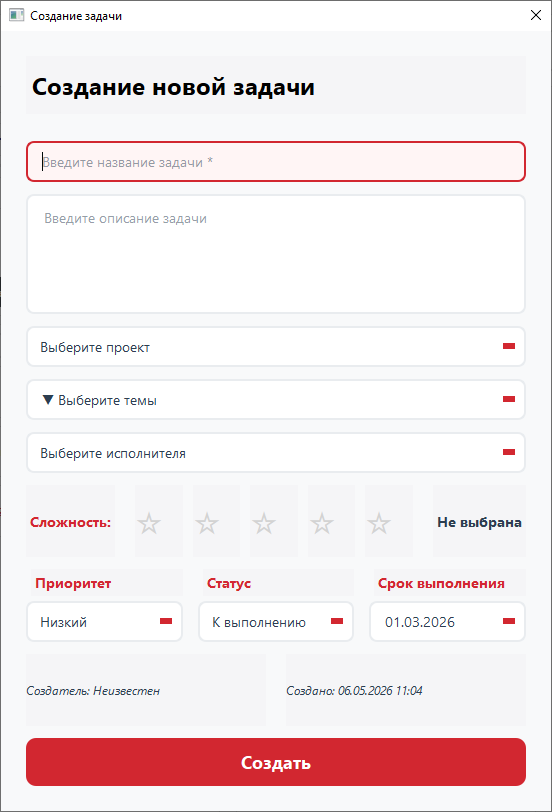 Создание задачи
Создание новой задачи
Введите название задачи *
Введите описание задачи
Выберите проект
▼ Выберите темы
Выберите исполнителя
Сложность: ☆ ☆ ☆ ☆ ☆ Не выбрана
Приоритет Статус Срок выполнения
Низкий К выполнению 01.03.2026
Создатель: Неизвестен Создано: 06.05.2026 11:04
Создать